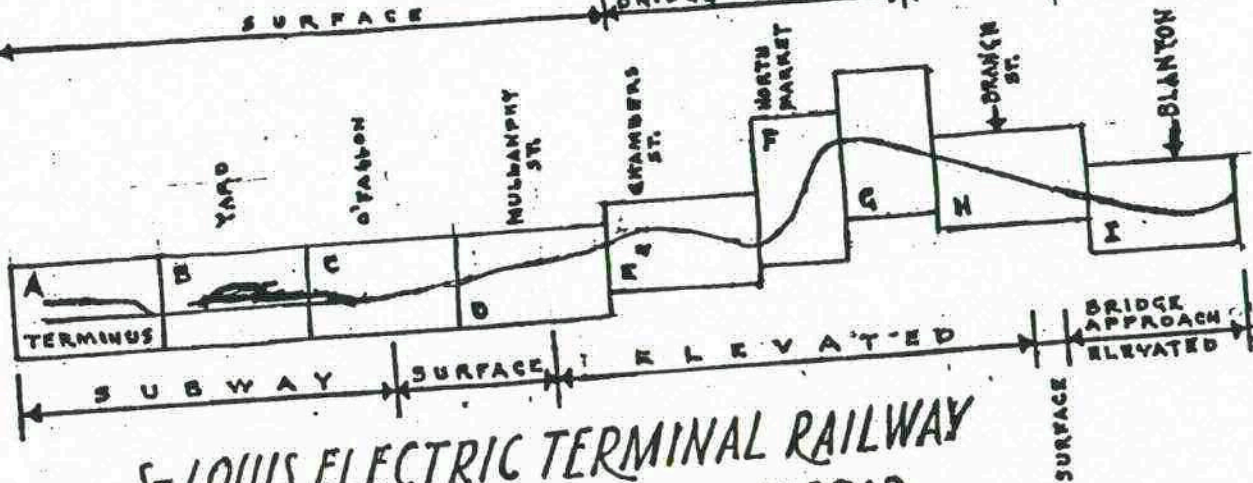 SURFACE
YARD
O'FALLON
MULLANPHY
ST.
CHAMBERS
ST.
NORTH
MARKET
BRANCH
ST.
BLANTON
A
B
C
D
E
F
G
H
I
TERMINUS
SUBWAY
SURFACE
ELEVATED
SURFACE
BRIDGE
APPROACH
ELEVATED
ST LOUIS ELECTRIC TERMINAL RAILWAY